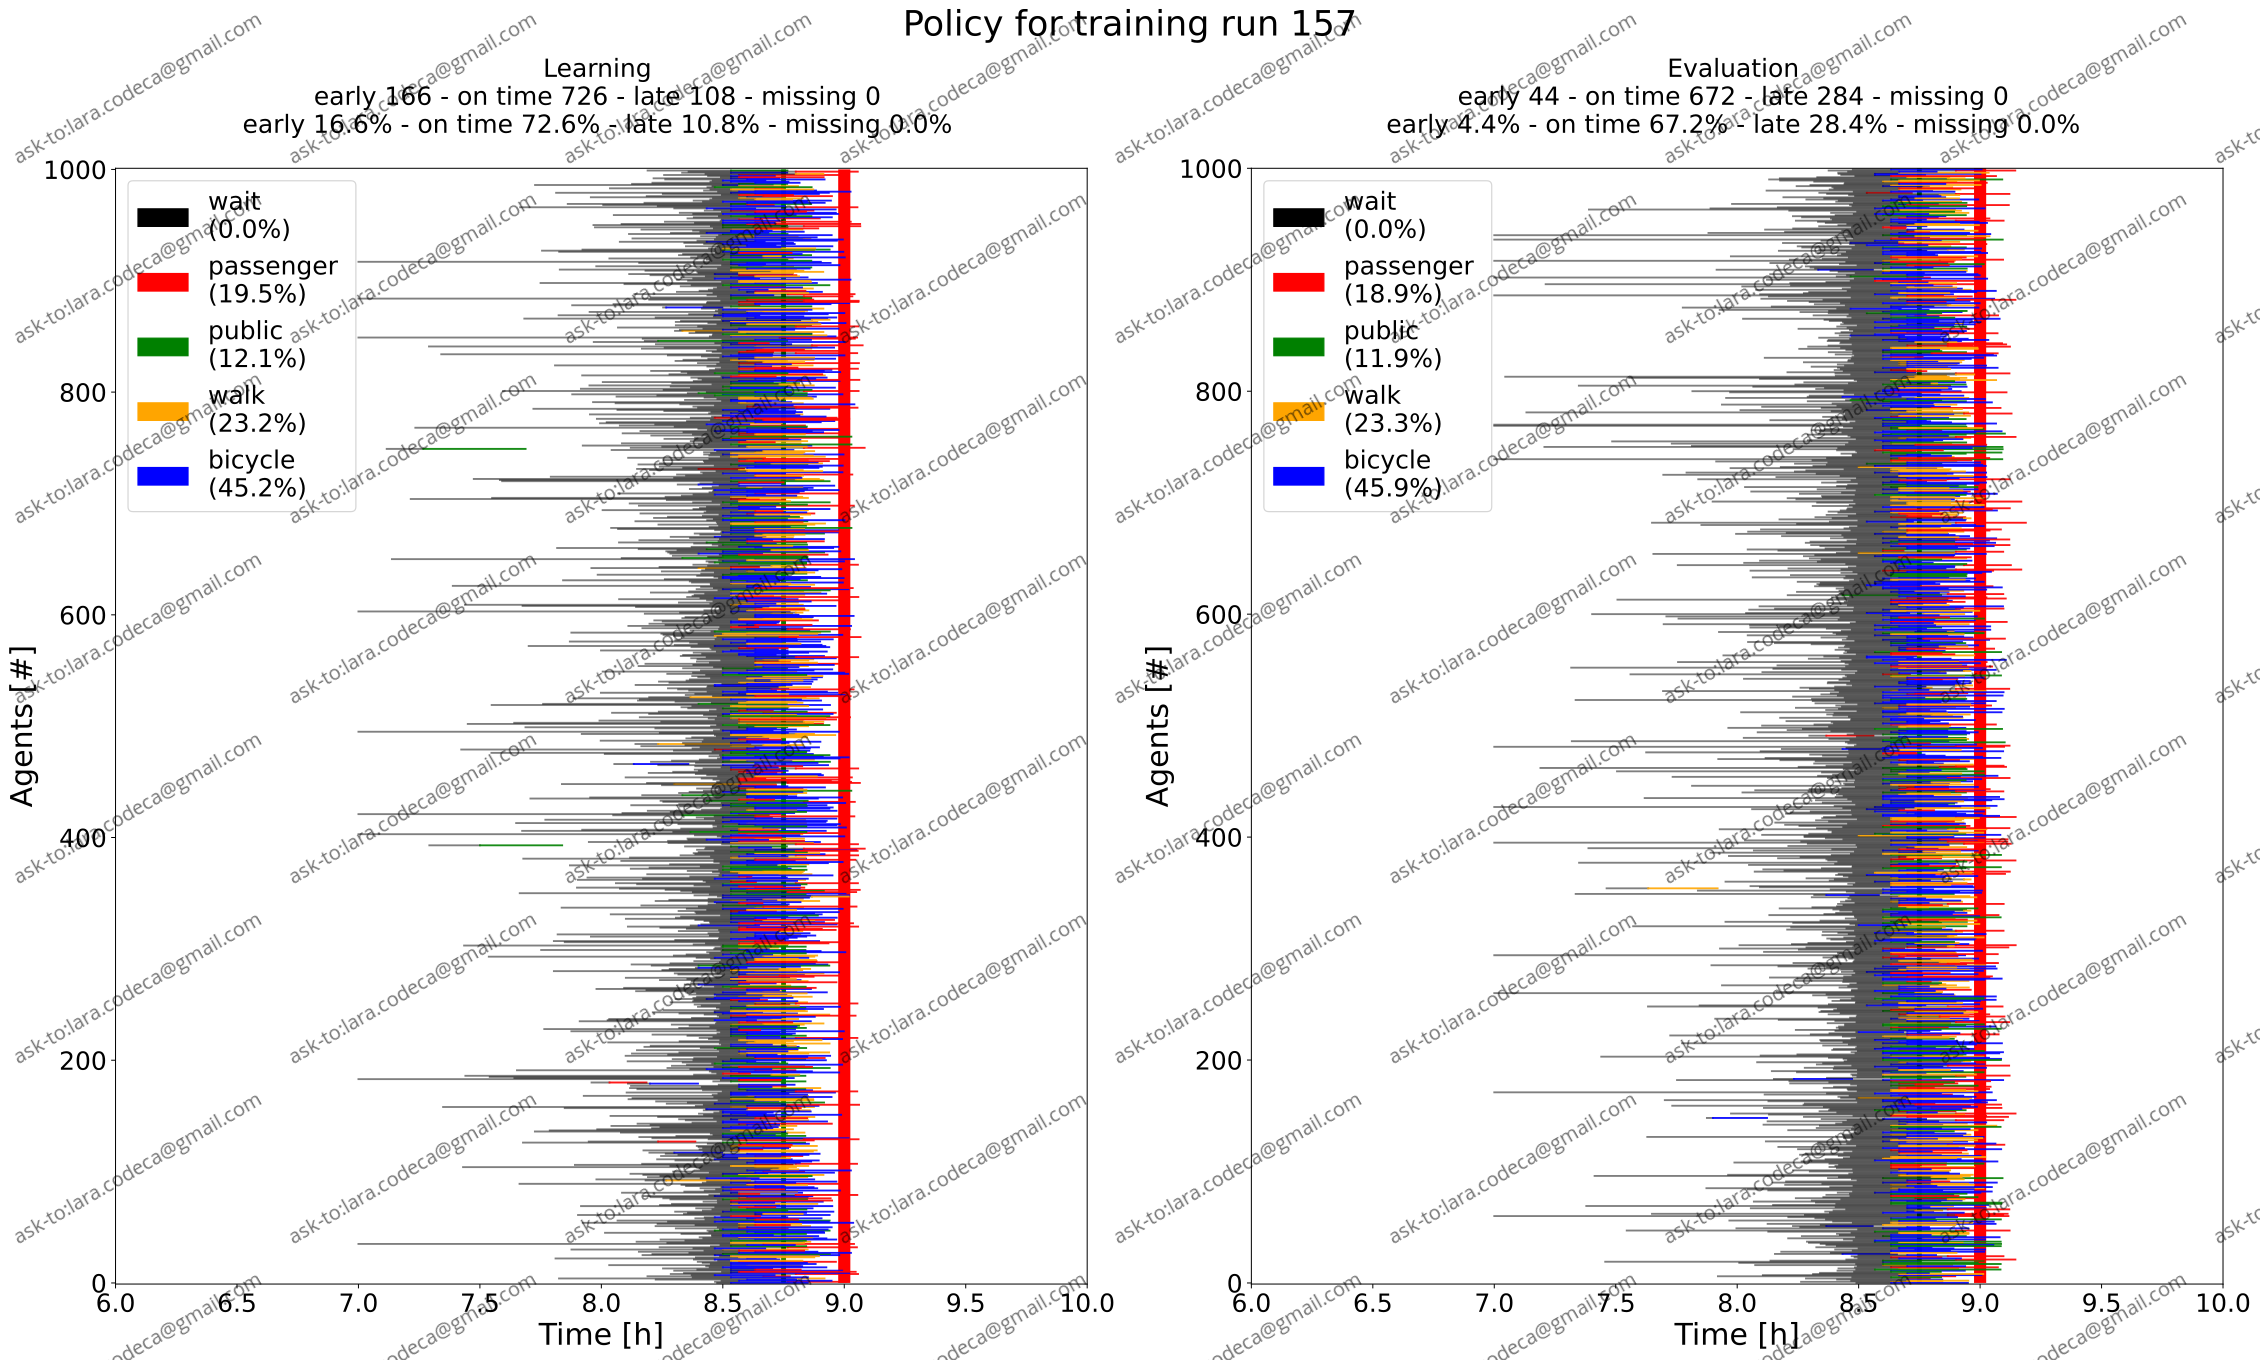 Policy for training run 157
Learning
early 166 - on time 726 - late 108 - missing 0
early 16.6% - on time 72.6% - late 10.8% - missing 0.0%
1000
800
600
400
200
0
Agents [#]
wait
(0.0%)
passenger
(19.5%)
public
(12.1%)
walk
(23.2%)
bicycle
(45.2%)
6.0 6.5 7.0 7.5 8.0 8.5 9.0 9.5 10.0
Time [h]
Evaluation
early 44 - on time 672 - late 284 - missing 0
early 4.4% - on time 67.2% - late 28.4% - missing 0.0%
1000
800
600
400
200
0
Agents [#]
wait
(0.0%)
passenger
(18.9%)
public
(11.9%)
walk
(23.3%)
bicycle
(45.9%)
6.0 6.5 7.0 7.5 8.0 8.5 9.0 9.5 10.0
Time [h]
ask-to:lara.codeca@gmail.com